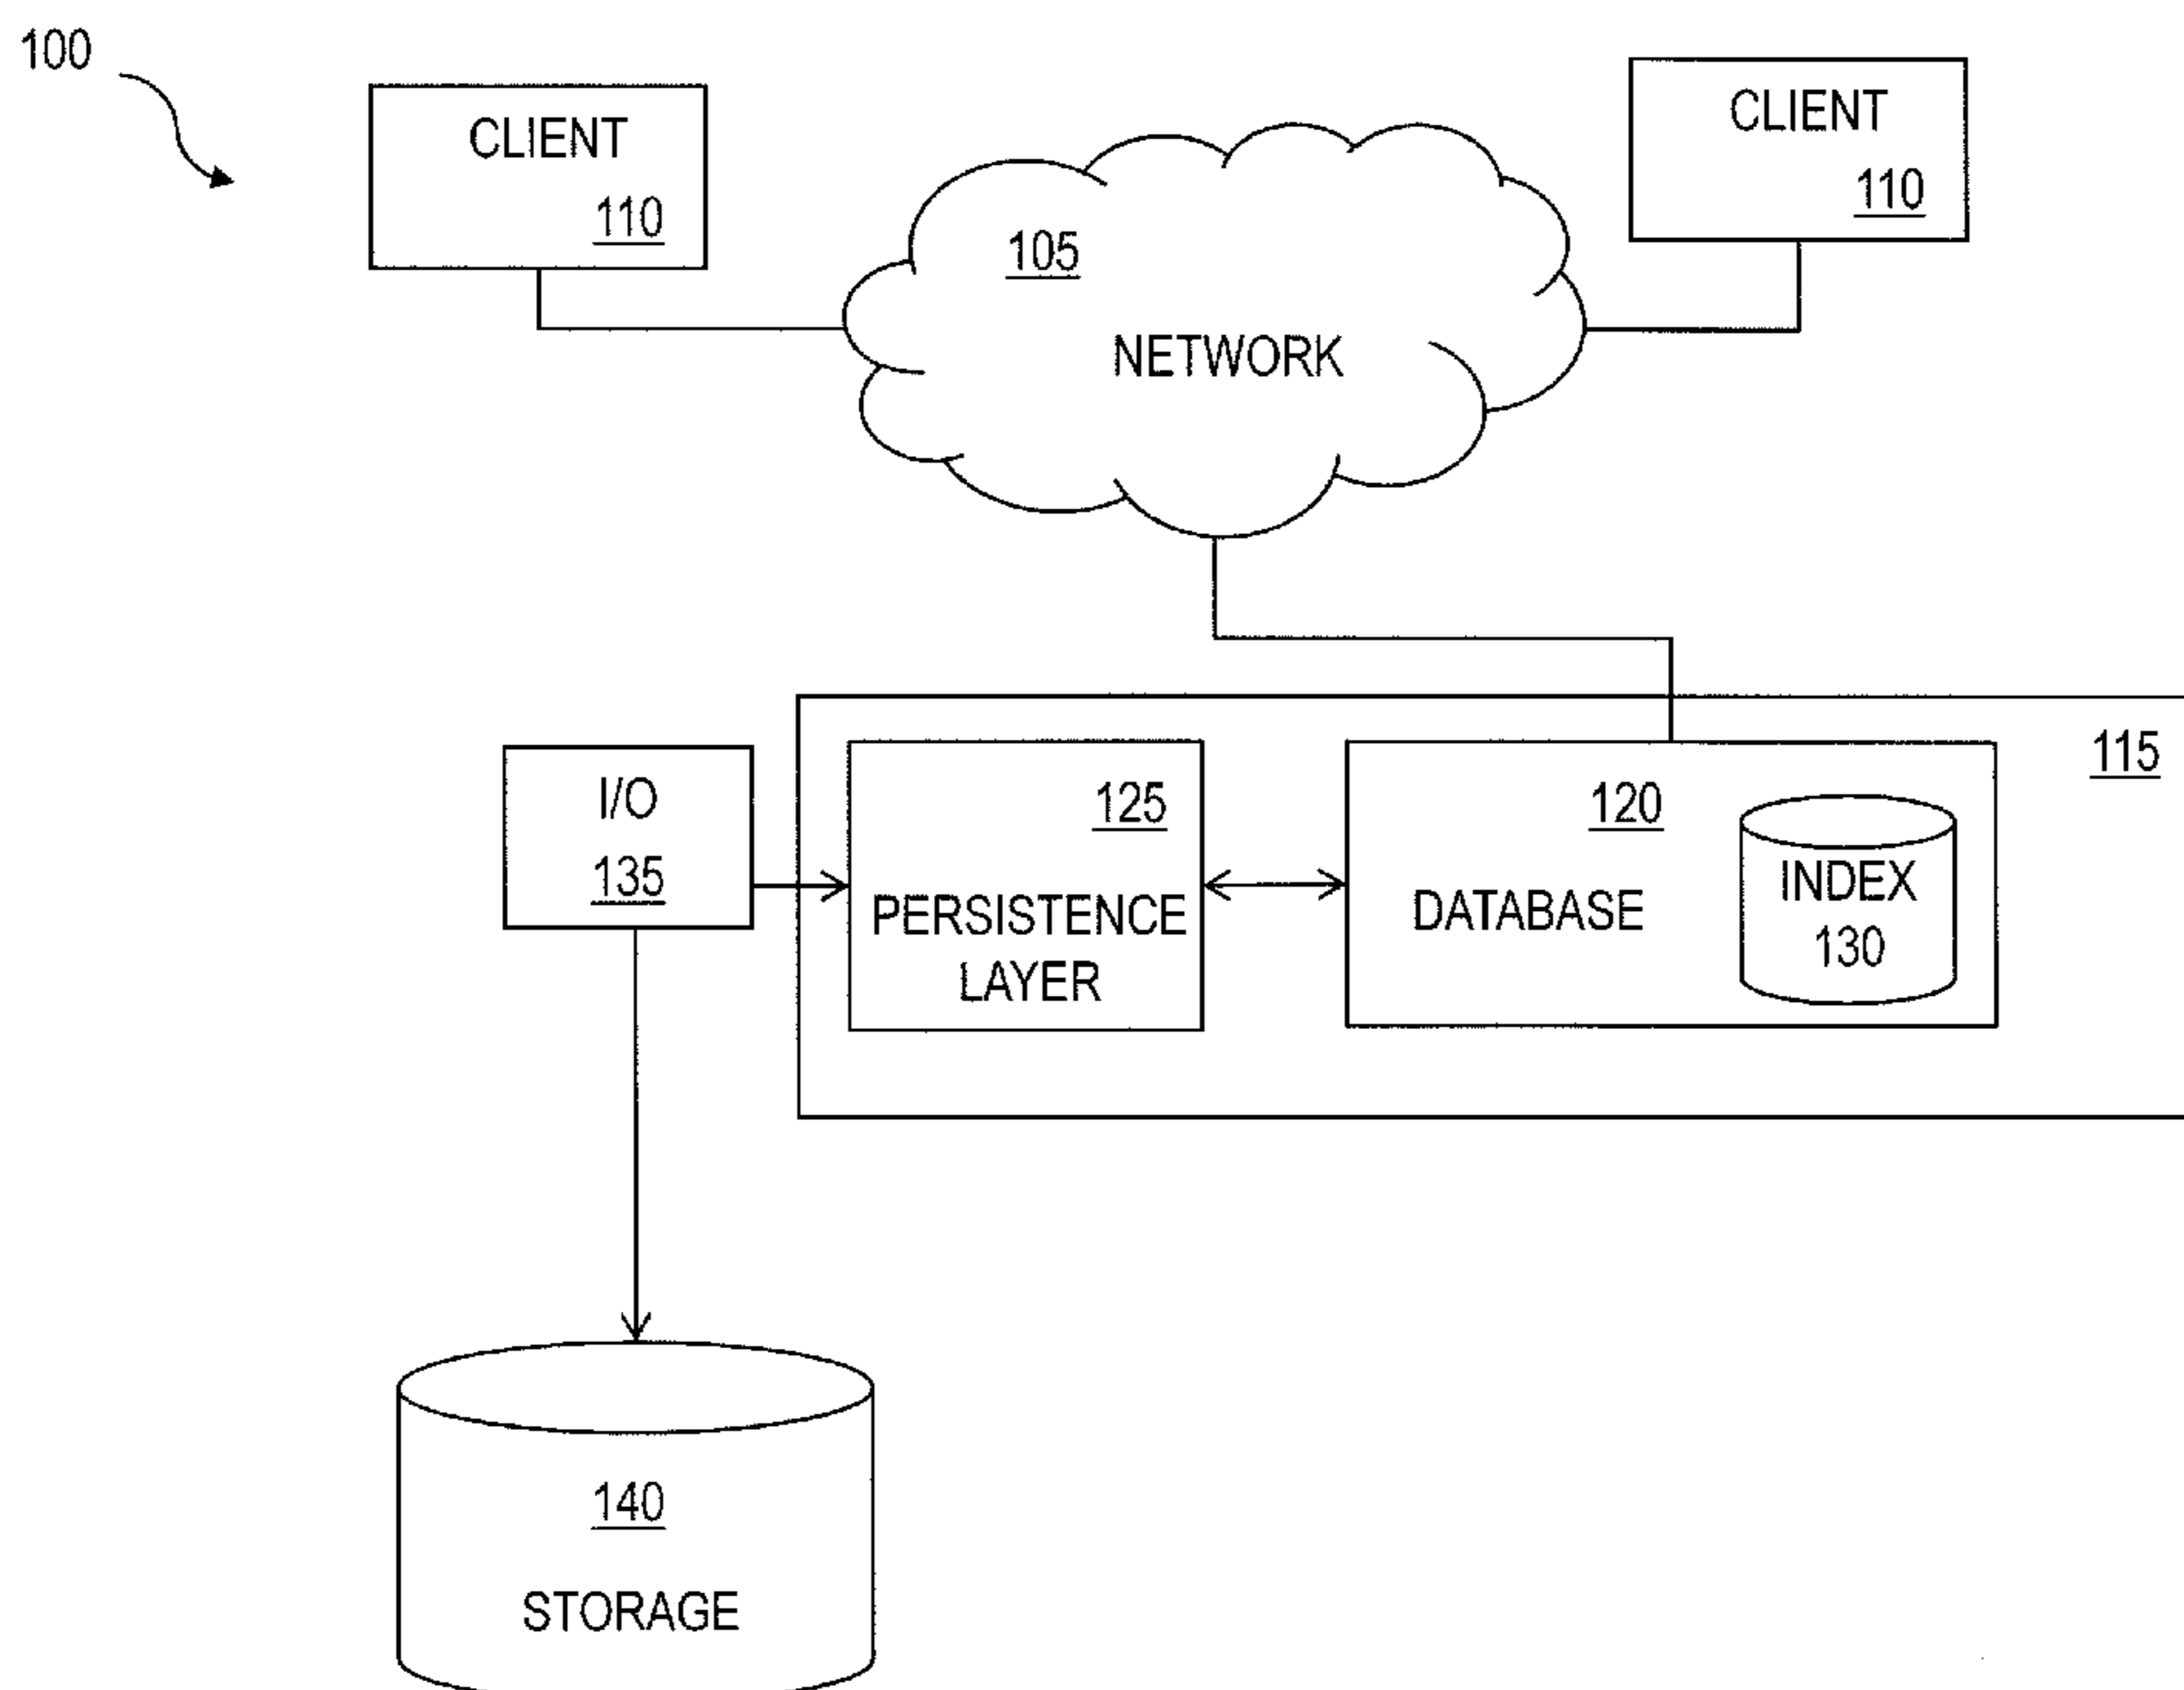 100
CLIENT
110
CLIENT
110
105
NETWORK
115
I/O
135
125
PERSISTENCE
LAYER
120
DATABASE
INDEX
130
140
STORAGE